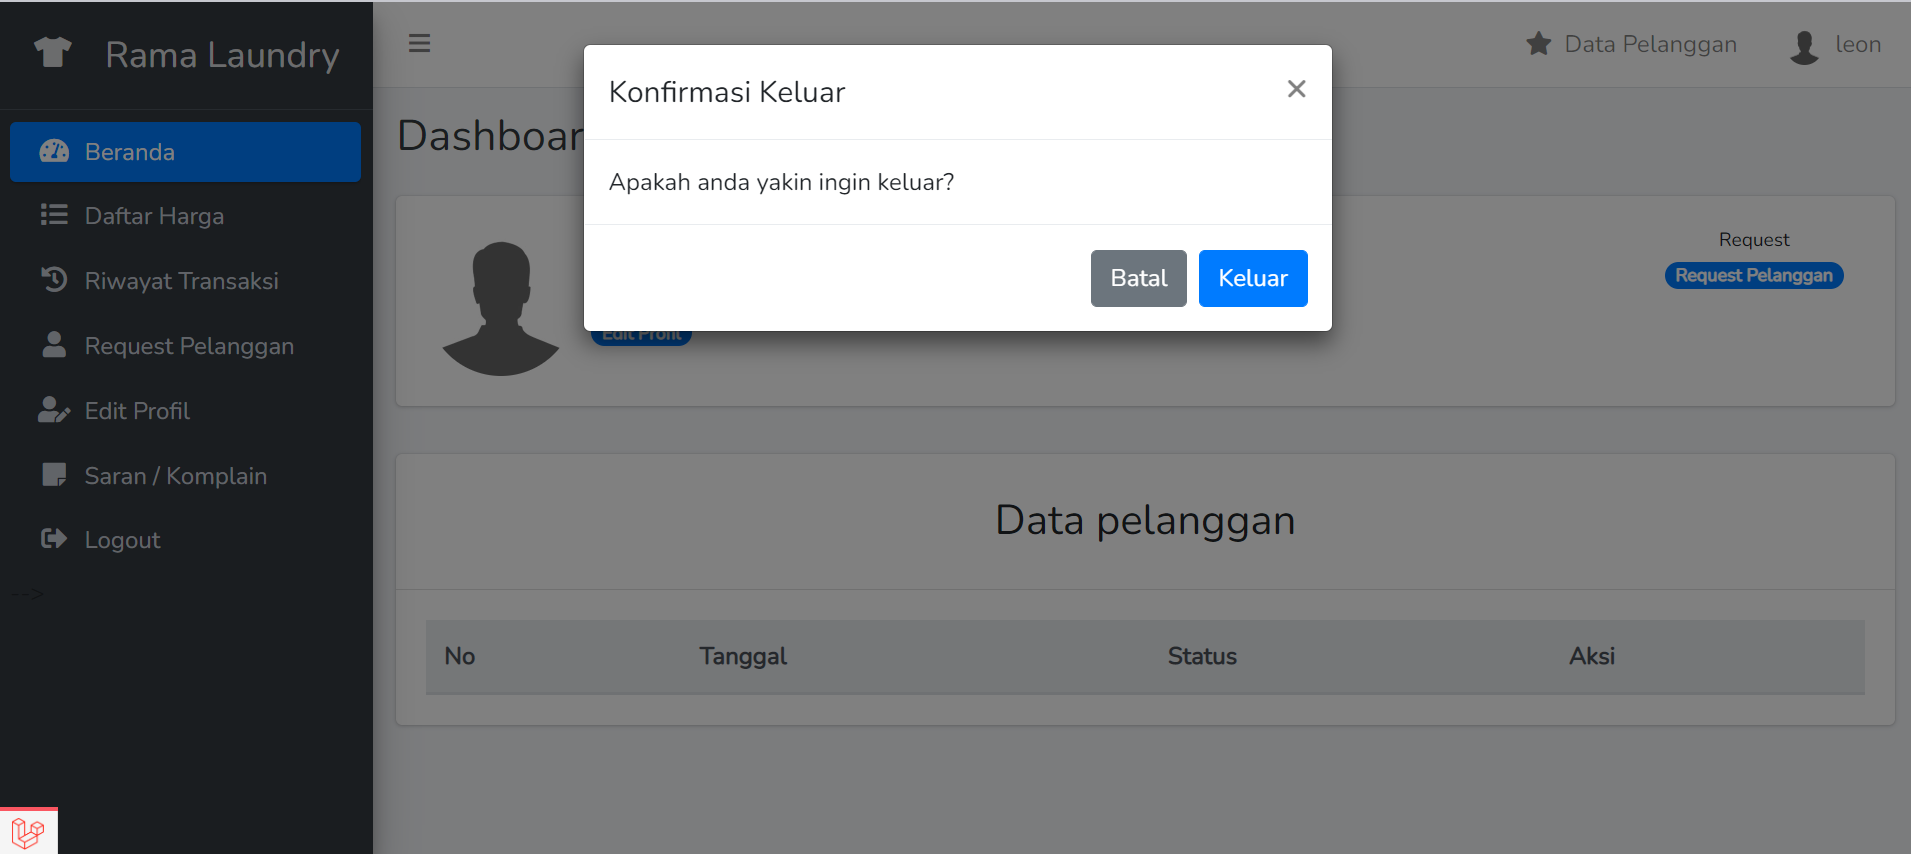 Rama Laundry
Data Pelanggan
leon
Beranda
Daftar Harga
Riwayat Transaksi
Request Pelanggan
Edit Profil
Saran / Komplain
Logout
-->
Konfirmasi Keluar
×
Apakah anda yakin ingin keluar?
Batal
Keluar
Dashboar
Edit Profil
Request
Request Pelanggan
Data pelanggan
No Tanggal Status Aksi